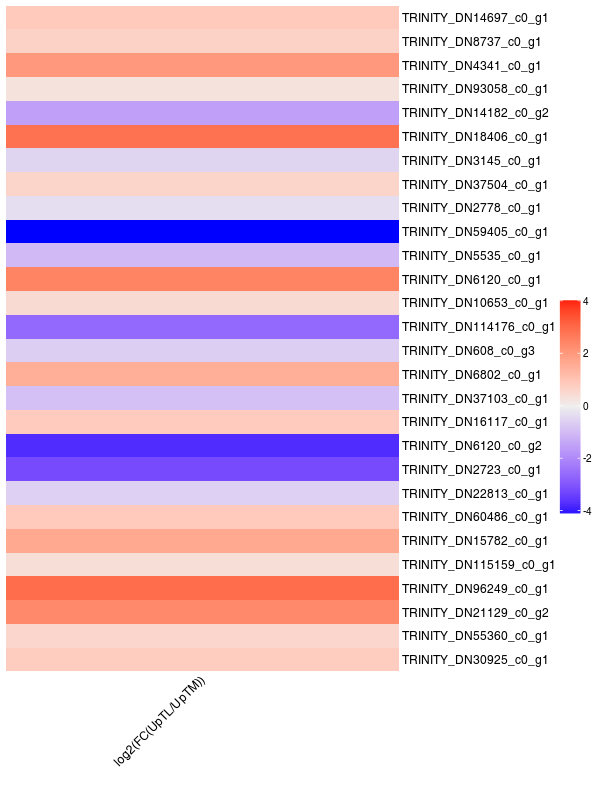 TRINITY_DN14697_c0_g1
TRINITY_DN8737_c0_g1
TRINITY_DN4341_c0_g1
TRINITY_DN93058_c0_g1
TRINITY_DN14182_c0_g2
TRINITY_DN18406_c0_g1
TRINITY_DN3145_c0_g1
TRINITY_DN37504_c0_g1
TRINITY_DN2778_c0_g1
TRINITY_DN59405_c0_g1
TRINITY_DN5535_c0_g1
TRINITY_DN6120_c0_g1
TRINITY_DN10653_c0_g1
TRINITY_DN114176_c0_g1
TRINITY_DN608_c0_g3
TRINITY_DN6802_c0_g1
TRINITY_DN37103_c0_g1
TRINITY_DN16117_c0_g1
TRINITY_DN6120_c0_g2
TRINITY_DN2723_c0_g1
TRINITY_DN22813_c0_g1
TRINITY_DN60486_c0_g1
TRINITY_DN15782_c0_g1
TRINITY_DN115159_c0_g1
TRINITY_DN96249_c0_g1
TRINITY_DN21129_c0_g2
TRINITY_DN55360_c0_g1
TRINITY_DN30925_c0_g1
4
2
0
-2
-4
log2(FC(UpTL/UpTM))